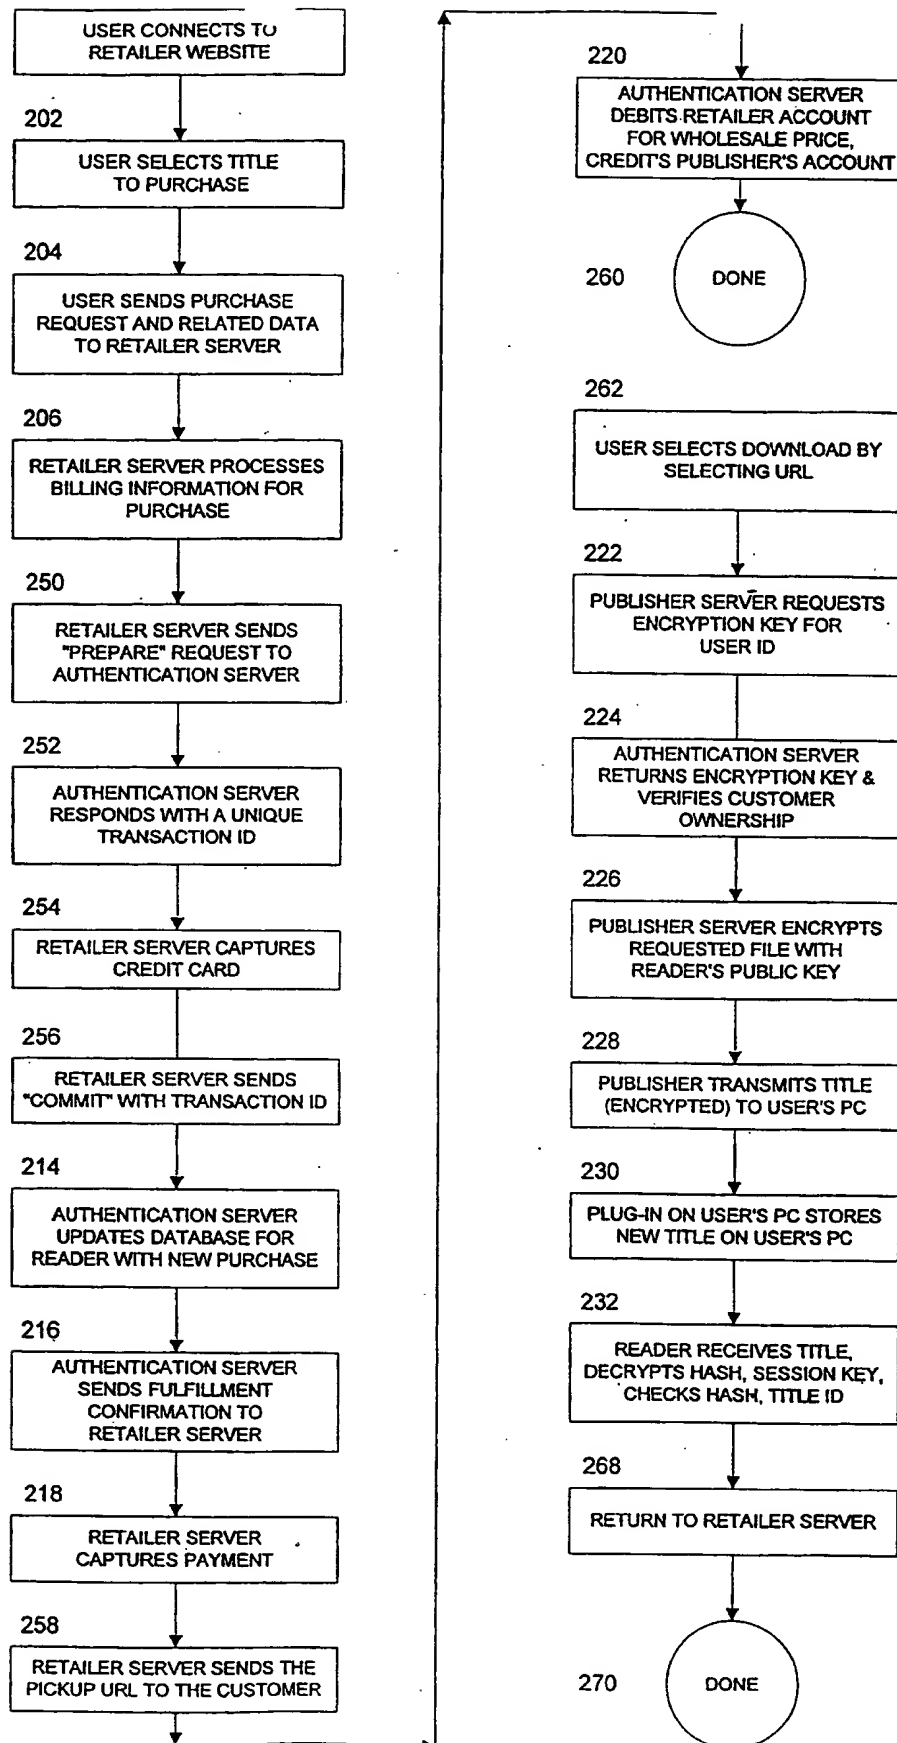 USER CONNECTS TO
RETAILER WEBSITE
202
USER SELECTS TITLE
TO PURCHASE
204
USER SENDS PURCHASE
REQUEST AND RELATED DATA
TO RETAILER SERVER
206
RETAILER SERVER PROCESSES
BILLING INFORMATION FOR
PURCHASE
250
RETAILER SERVER SENDS
"PREPARE" REQUEST TO
AUTHENTICATION SERVER
252
AUTHENTICATION SERVER
RESPONDS WITH A UNIQUE
TRANSACTION ID
254
RETAILER SERVER CAPTURES
CREDIT CARD
256
RETAILER SERVER SENDS
"COMMIT" WITH TRANSACTION ID
214
AUTHENTICATION SERVER
UPDATES DATABASE FOR
READER WITH NEW PURCHASE
216
AUTHENTICATION SERVER
SENDS FULFILLMENT
CONFIRMATION TO
RETAILER SERVER
218
RETAILER SERVER
CAPTURES PAYMENT
258
RETAILER SERVER SENDS THE
PICKUP URL TO THE CUSTOMER
220
AUTHENTICATION SERVER
DEBITS RETAILER ACCOUNT
FOR WHOLESALE PRICE,
CREDIT'S PUBLISHER'S ACCOUNT
260
DONE
262
USER SELECTS DOWNLOAD BY
SELECTING URL
222
PUBLISHER SERVER REQUESTS
ENCRYPTION KEY FOR
USER ID
224
AUTHENTICATION SERVER
RETURNS ENCRYPTION KEY &
VERIFIES CUSTOMER
OWNERSHIP
226
PUBLISHER SERVER ENCRYPTS
REQUESTED FILE WITH
READER'S PUBLIC KEY
228
PUBLISHER TRANSMITS TITLE
(ENCRYPTED) TO USER'S PC
230
PLUG-IN ON USER'S PC STORES
NEW TITLE ON USER'S PC
232
READER RECEIVES TITLE,
DECRYPTS HASH, SESSION KEY,
CHECKS HASH, TITLE ID
268
RETURN TO RETAILER SERVER
270
DONE